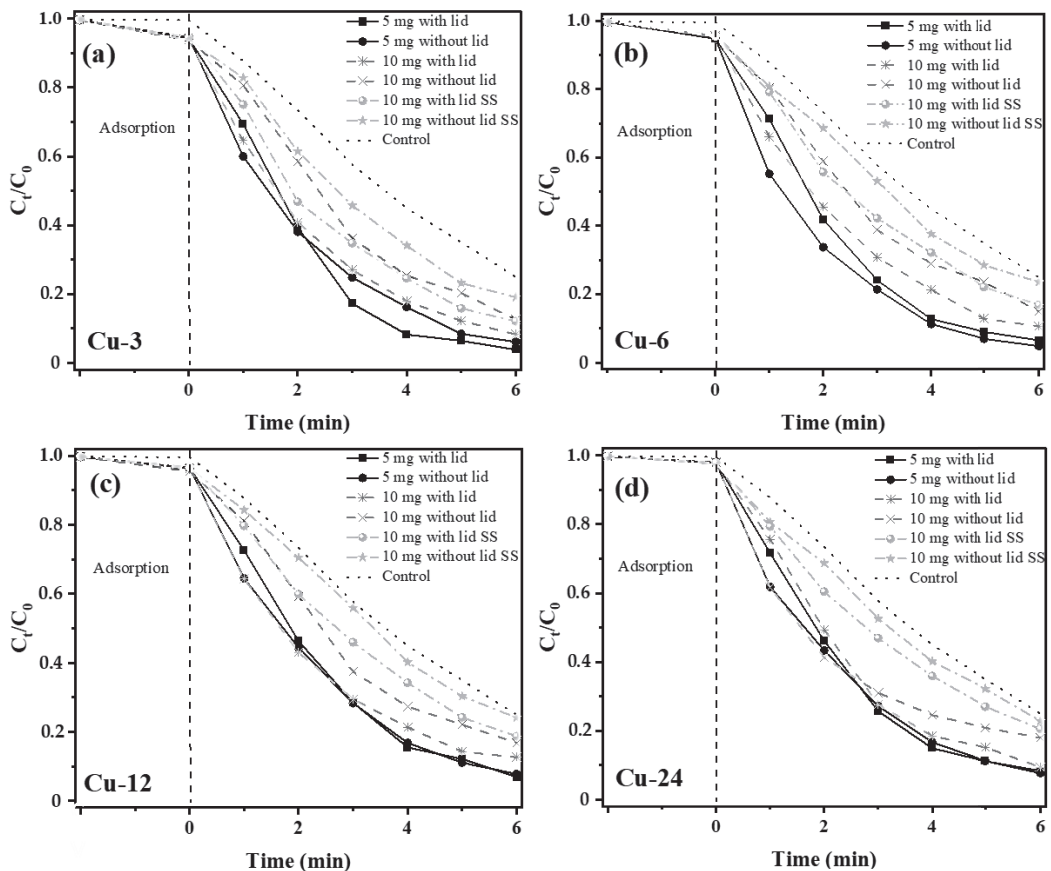 (a)
5 mg with lid
5 mg without lid
10 mg with lid
10 mg without lid
10 mg with lid SS
10 mg without lid SS
Control
Adsorption
Cu-3
Cₜ/C₀
1.0
0.8
0.6
0.4
0.2
0
0 2 4 6
Time (min)
(b)
5 mg with lid
5 mg without lid
10 mg with lid
10 mg without lid
10 mg with lid SS
10 mg without lid SS
Control
Adsorption
Cu-6
Cₜ/C₀
1.0
0.8
0.6
0.4
0.2
0
0 2 4 6
Time (min)
(c)
5 mg with lid
5 mg without lid
10 mg with lid
10 mg without lid
10 mg with lid SS
10 mg without lid SS
Control
Adsorption
Cu-12
Cₜ/C₀
1.0
0.8
0.6
0.4
0.2
0
0 2 4 6
Time (min)
(d)
5 mg with lid
5 mg without lid
10 mg with lid
10 mg without lid
10 mg with lid SS
10 mg without lid SS
Control
Adsorption
Cu-24
Cₜ/C₀
1.0
0.8
0.6
0.4
0.2
0
0 2 4 6
Time (min)